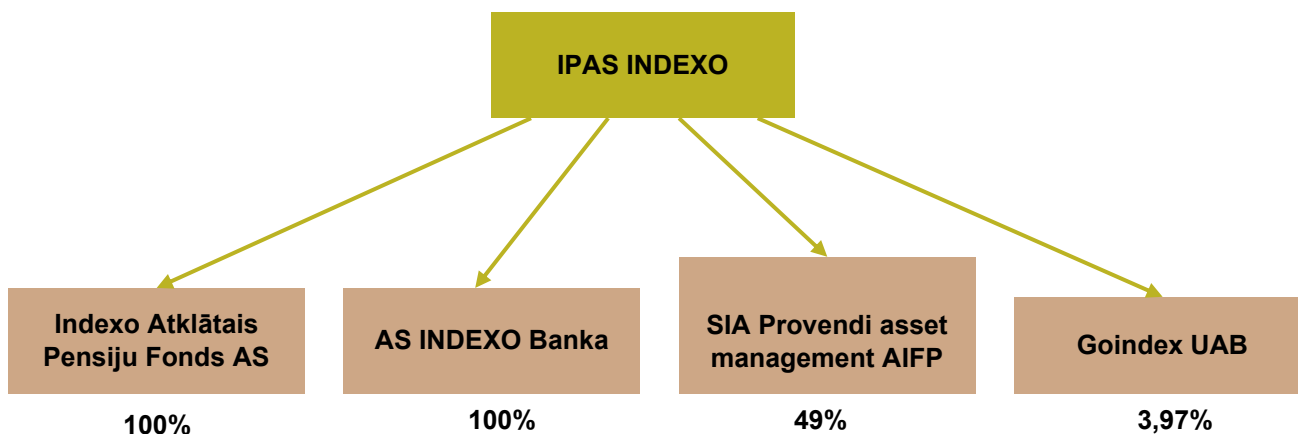 IPAS INDEXO
Indexo Atklātais
Pensiju Fonds AS
AS INDEXO Banka
SIA Provendi asset
management AIFP
Goindex UAB
100%
100%
49%
3,97%